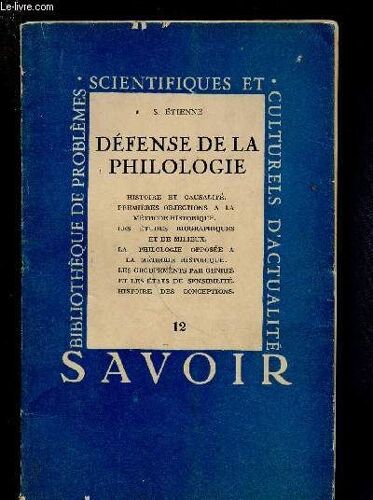 Le-livre.com
BIBLIOTHÈQUE DE PROBLÈMES
SCIENTIFIQUES ET
CULTURELS D'ACTUALITÉ
S. ÉTIENNE
DÉFENSE DE LA
PHILOLOGIE
HISTOIRE ET CAUSALITÉ.
PREMIÈRES OBJECTIONS A LA
MÉTHODE HISTORIQUE.
LES ÉTUDES BIOGRAPHIQUES
ET DE MILIEUX.
LA PHILOLOGIE OPPOSÉE A
LA MÉTHODE HISTORIQUE.
LES GROUPEMENTS PAR GENRES
ET LES ÉTATS DE SENSIBILITÉ.
HISTOIRE DES CONCEPTIONS.
12
SAVOIR